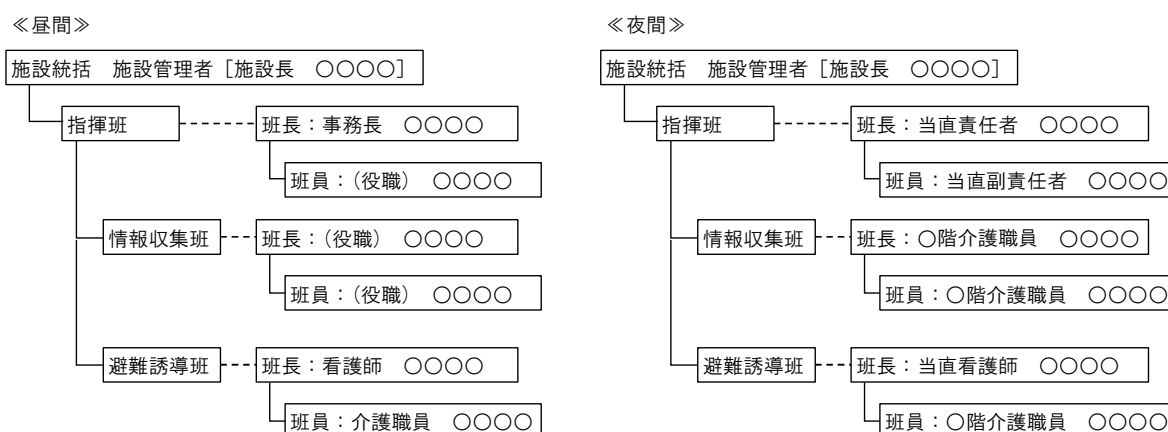 ≪昼間≫
施設統括　施設管理者［施設長　○○○○］
指揮班
班長：事務長　○○○○
班員：（役職）　○○○○
情報収集班
班長：（役職）　○○○○
班員：（役職）　○○○○
避難誘導班
班長：看護師　○○○○
班員：介護職員　○○○○
≪夜間≫
施設統括　施設管理者［施設長　○○○○］
指揮班
班長：当直責任者　○○○○
班員：当直副責任者　○○○○
情報収集班
班長：○階介護職員　○○○○
班員：○階介護職員　○○○○
避難誘導班
班長：当直看護師　○○○○
班員：○階介護職員　○○○○